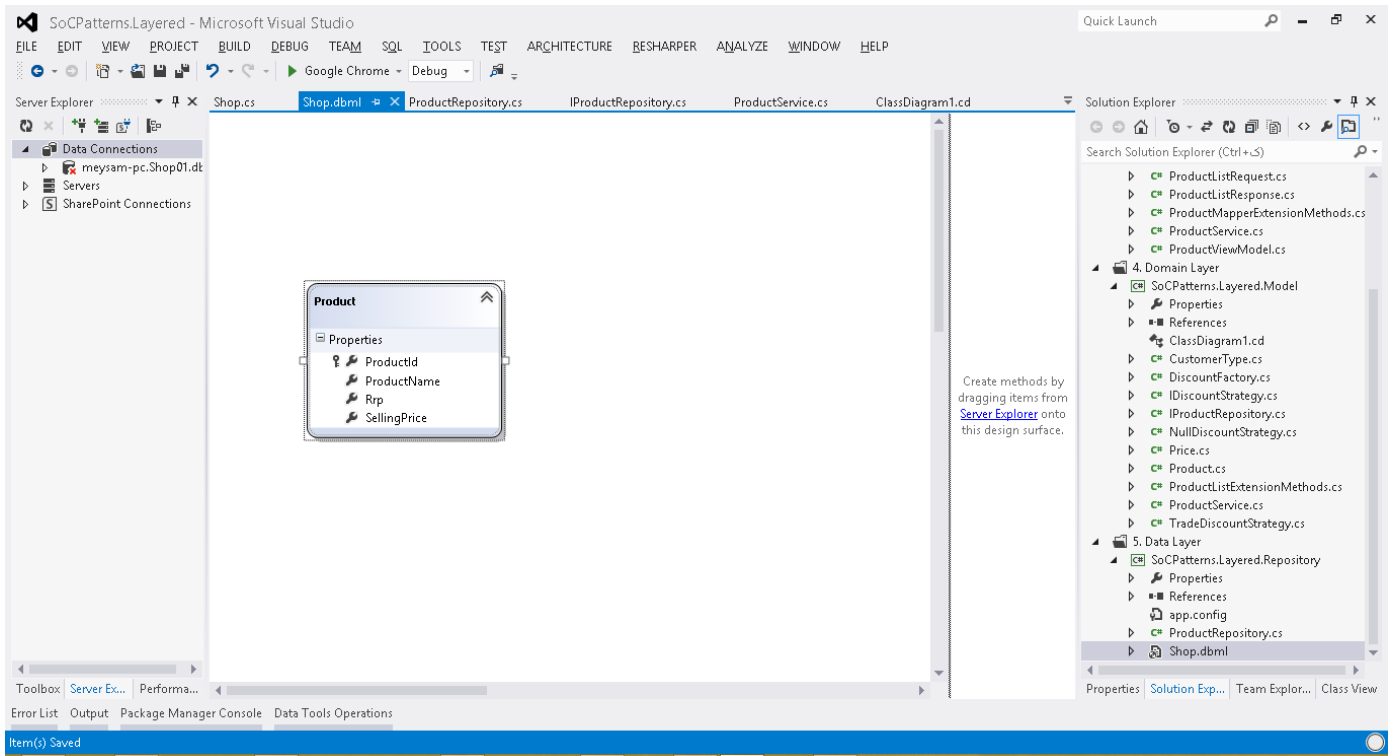 SoCPatterns.Layered - Microsoft Visual Studio
Quick Launch
FILE EDIT VIEW PROJECT BUILD DEBUG TEAM SQL TOOLS TEST ARCHITECTURE RESHARPER ANALYZE WINDOW HELP
Google Chrome Debug
Server Explorer
Data Connections
meysam-pc.Shop01.db
Servers
SharePoint Connections
Toolbox Server Ex... Performa...
Shop.cs Shop.dbml ProductRepository.cs IProductRepository.cs ProductService.cs ClassDiagram1.cd
Product
Properties
ProductId
ProductName
Rrp
SellingPrice
Create methods by
dragging items from
Server Explorer onto
this design surface.
Solution Explorer
Search Solution Explorer (Ctrl+ک)
ProductListRequest.cs
ProductListResponse.cs
ProductMapperExtensionMethods.cs
ProductService.cs
ProductViewModel.cs
4. Domain Layer
SoCPatterns.Layered.Model
Properties
References
ClassDiagram1.cd
CustomerType.cs
DiscountFactory.cs
IDiscountStrategy.cs
IProductRepository.cs
NullDiscountStrategy.cs
Price.cs
Product.cs
ProductListExtensionMethods.cs
ProductService.cs
TradeDiscountStrategy.cs
5. Data Layer
SoCPatterns.Layered.Repository
Properties
References
app.config
ProductRepository.cs
Shop.dbml
Properties Solution Exp... Team Explor... Class View
Error List Output Package Manager Console Data Tools Operations
Item(s) Saved